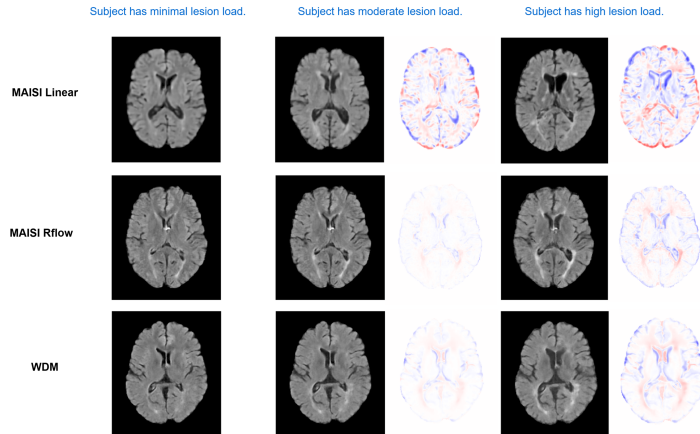 Subject has minimal lesion load.
Subject has moderate lesion load.
Subject has high lesion load.
MAISI Linear
MAISI Rflow
WDM